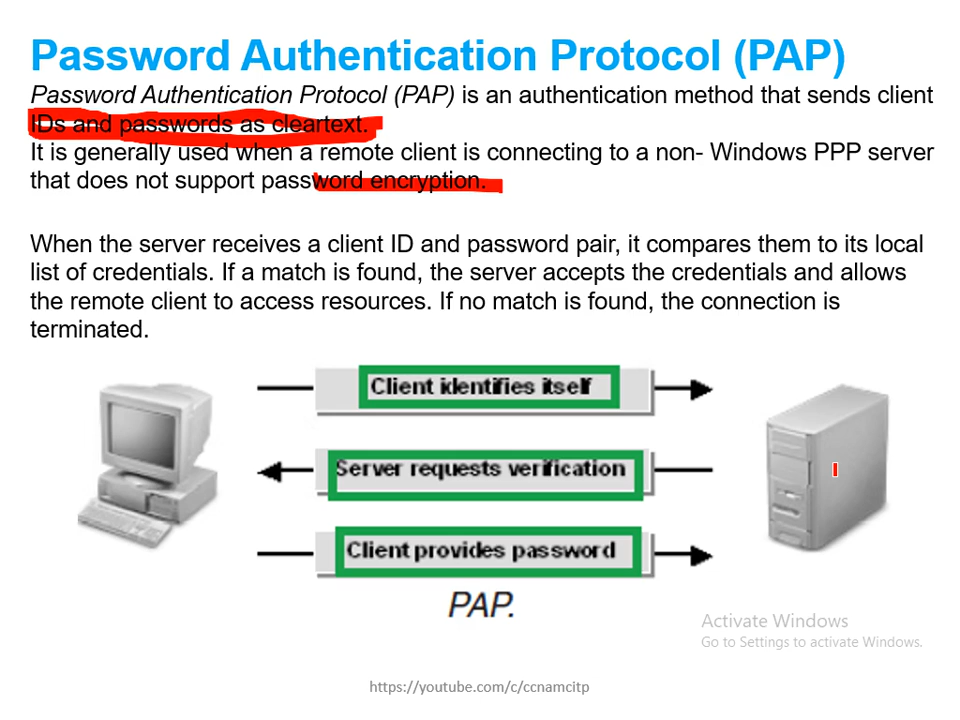 Password Authentication Protocol (PAP)
Password Authentication Protocol (PAP) is an authentication method that sends client
IDs and passwords as cleartext.
It is generally used when a remote client is connecting to a non- Windows PPP server
that does not support password encryption.
When the server receives a client ID and password pair, it compares them to its local
list of credentials. If a match is found, the server accepts the credentials and allows
the remote client to access resources. If no match is found, the connection is
terminated.
Client identifies itself
Server requests verification
Client provides password
PAP.
Activate Windows
Go to Settings to activate Windows.
https://youtube.com/c/ccnamcitp